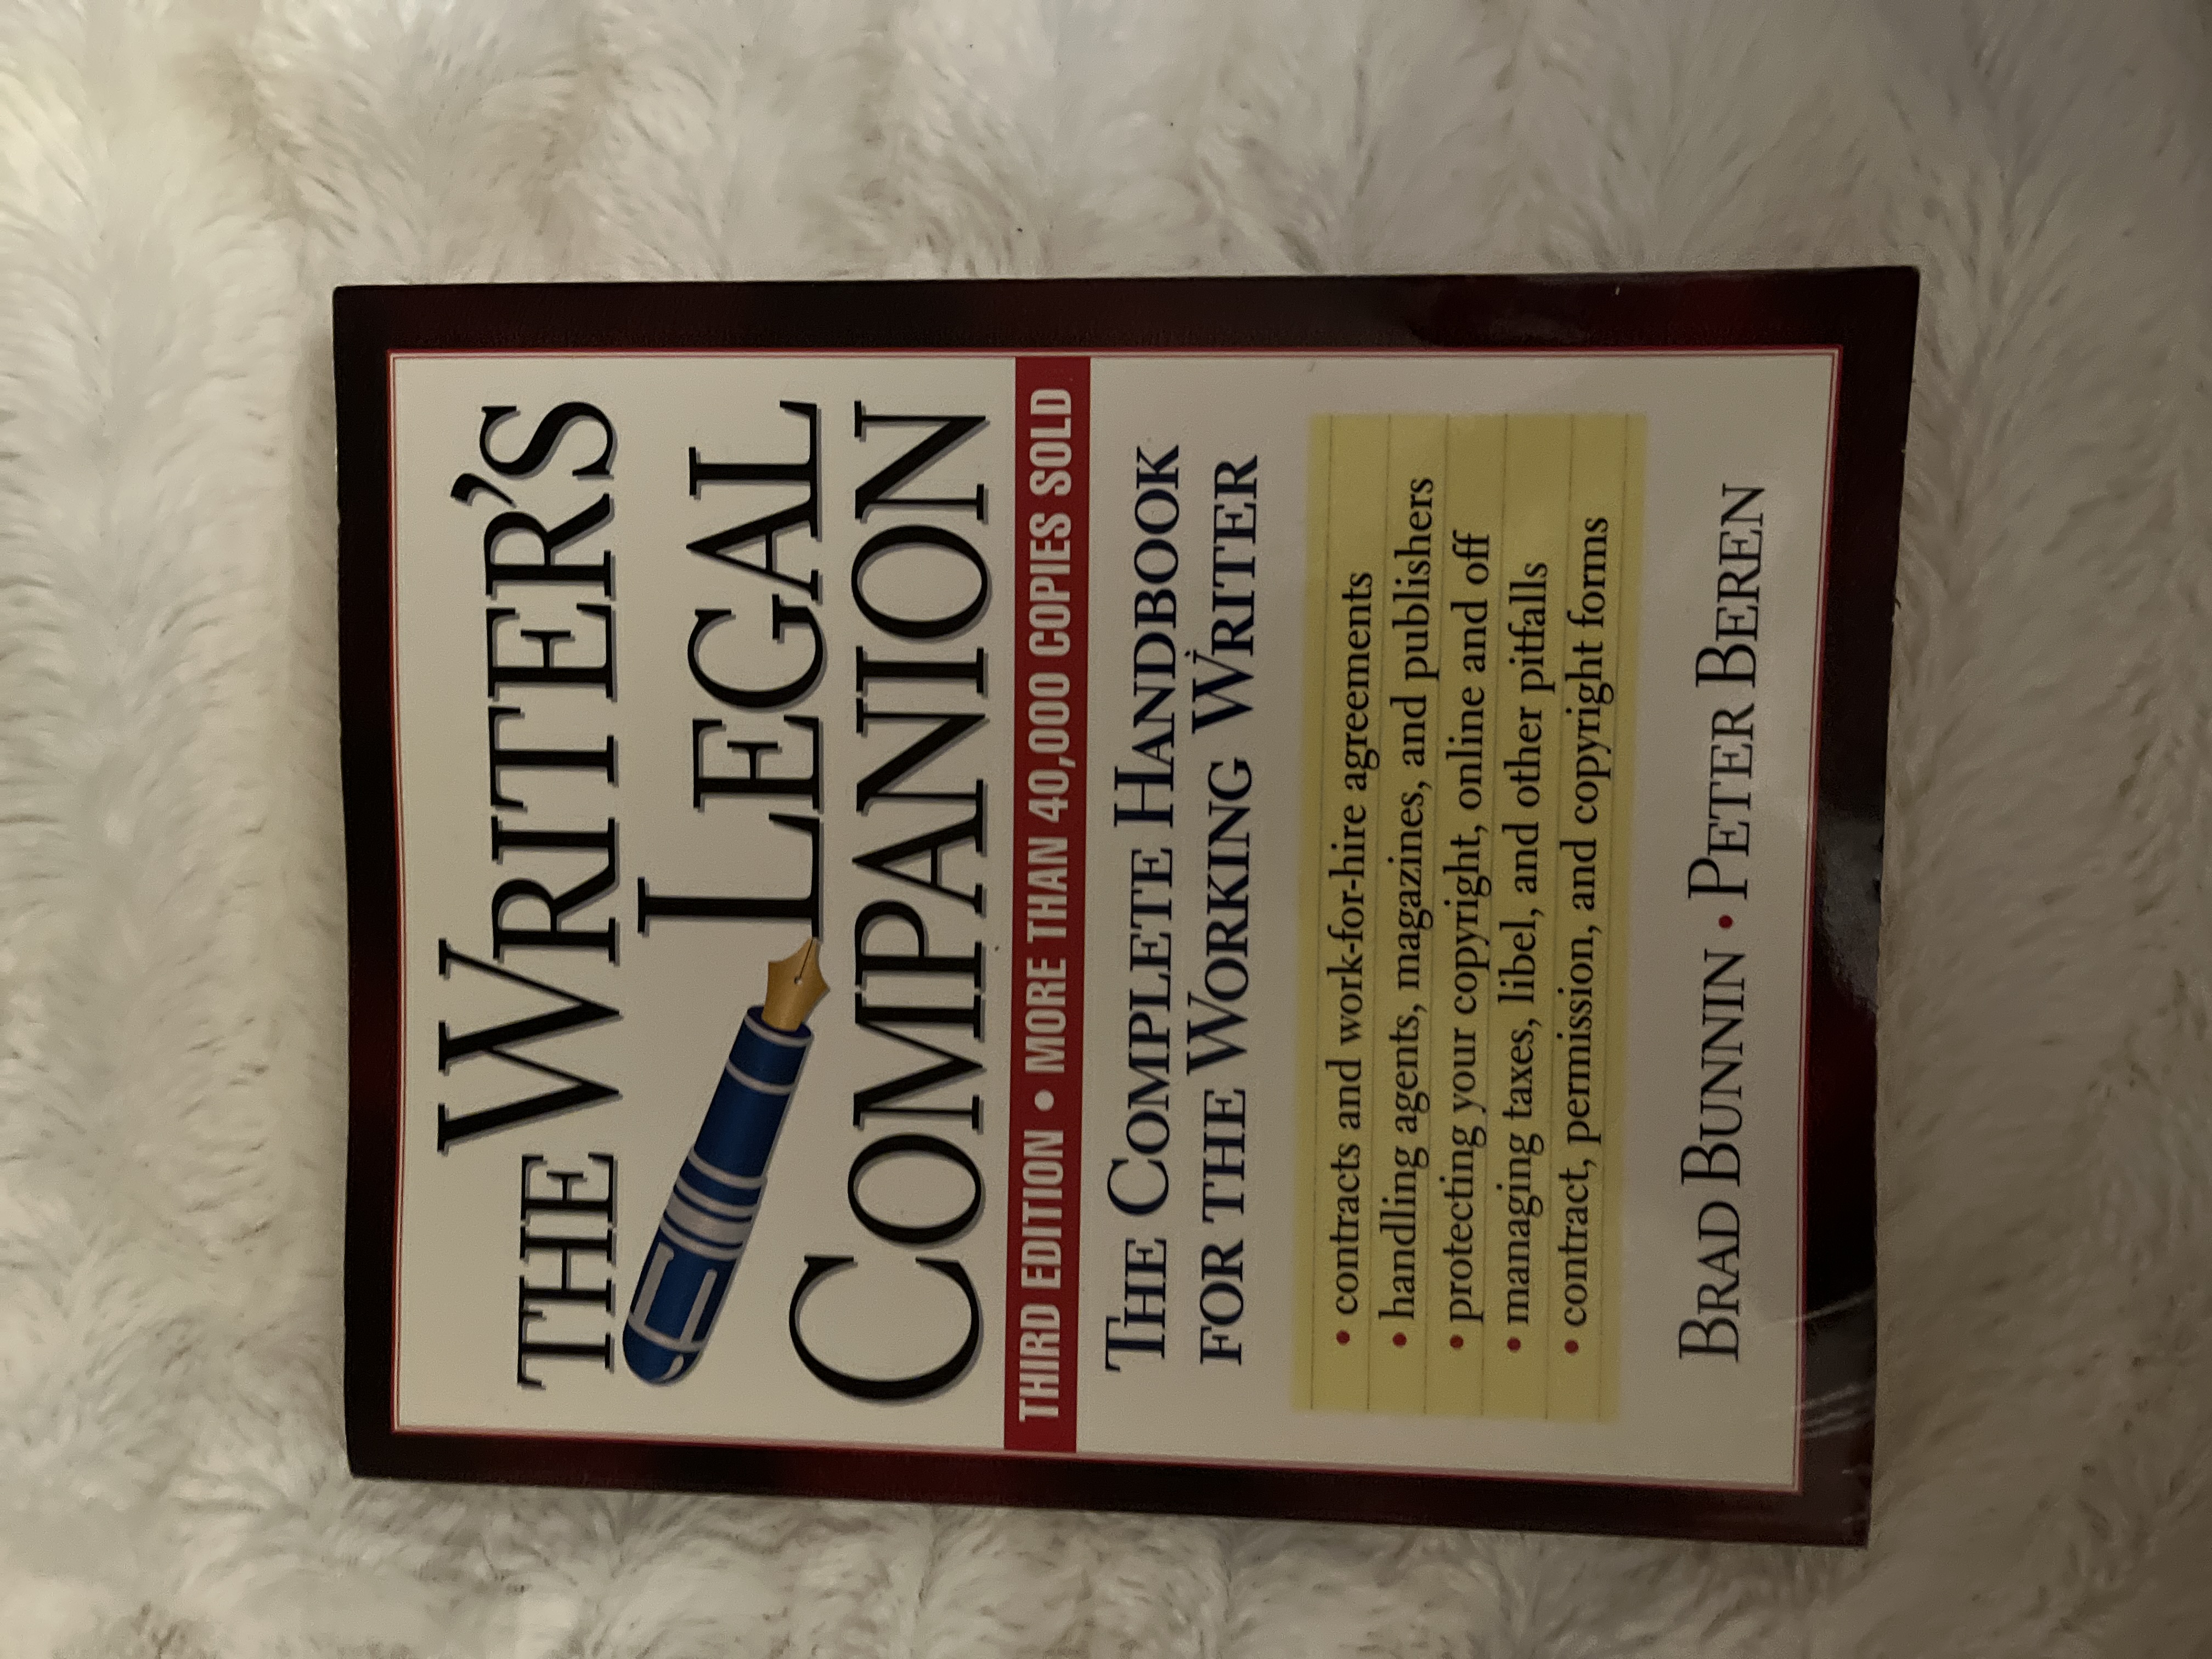 THE WRITER'S
LEGAL
COMPANION
THIRD EDITION • MORE THAN 40,000 COPIES SOLD
THE COMPLETE HANDBOOK
FOR THE WORKING WRITER
• contracts and work-for-hire agreements
• handling agents, magazines, and publishers
• protecting your copyright, online and off
• managing taxes, libel, and other pitfalls
• contract, permission, and copyright forms
BRAD BUNNIN • PETER BEREN